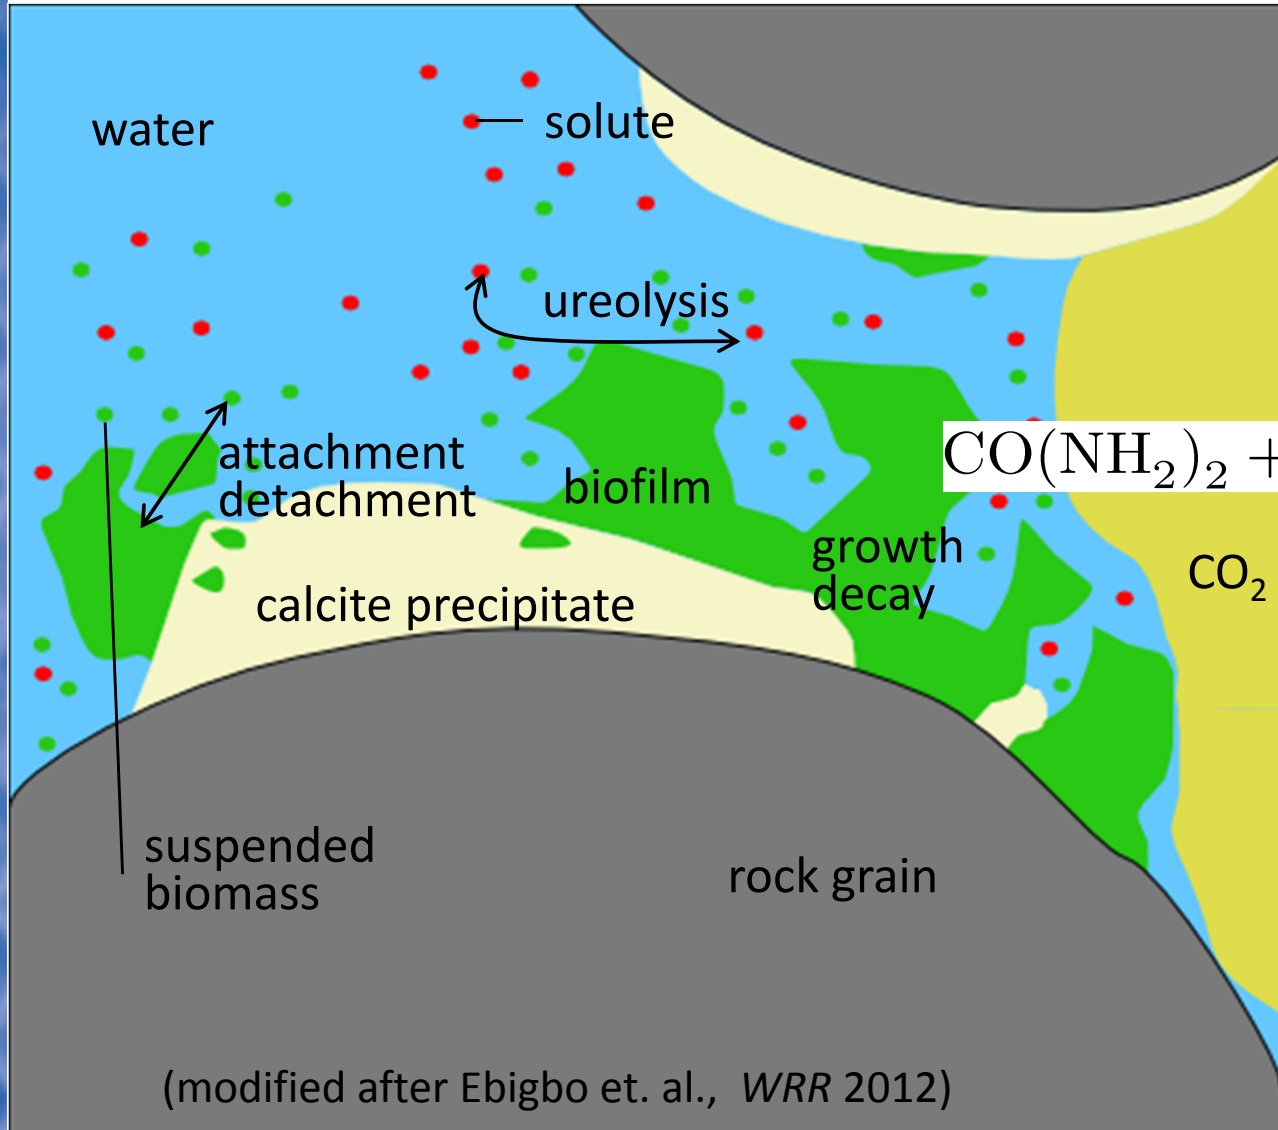 water
solute
ureolysis
attachment
detachment
biofilm
CO(NH₂)₂ +
growth
decay
CO₂
calcite precipitate
suspended
biomass
rock grain
(modified after Ebigbo et. al., WRR 2012)